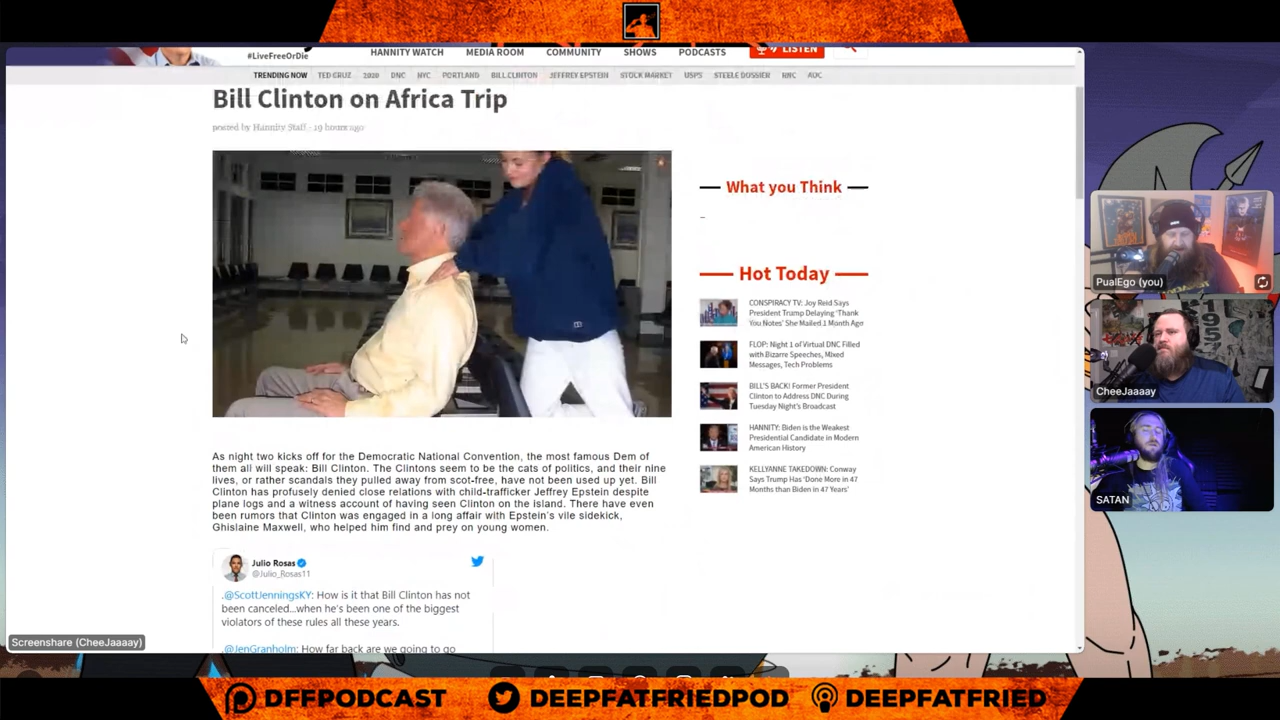 #LiveFreeOrDie
HANNITY WATCH MEDIA ROOM COMMUNITY SHOWS PODCASTS LISTEN
TRENDING NOW TED CRUZ 2020 DNC NYC PORTLAND BILL CLINTON JEFFREY EPSTEIN STOCK MARKET USPS STEELE DOSSIER AOC
Bill Clinton on Africa Trip
posted by Hannity Staff - 19 hours ago
What you Think
Hot Today
CONSPIRACY TV: Joy Reid Says
President Trump Delaying 'Thank
You Notes' She Mailed 1 Month Ago
FLOP: Night 1 of Virtual DNC Filled
with Bizarre Speeches, Mixed
Messages, Tech Problems
BILL'S BACK! Former President
Clinton to Address DNC During
Tuesday Night's Broadcast
HANNITY: Biden is the Weakest
Presidential Candidate in Modern
American History
KELLYANNE TAKEDOWN: Conway
Says Trump Has 'Done More in 47
Months than Biden in 47 Years'
As night two kicks off for the Democratic National Convention, the most famous Dem of
them all will speak: Bill Clinton. The Clintons seem to be the cats of politics, and their nine
lives, or rather scandals they pulled away from scot-free, have not been used up yet. Bill
Clinton has profusely denied close relations with child-trafficker Jeffrey Epstein despite
plane logs and a witness account of having seen Clinton on the island. There have even
been rumors that Clinton was engaged in a long affair with Epstein's vile sidekick,
Ghislaine Maxwell, who helped him find and prey on young women.
Julio Rosas
@Julio_Rosas11
.@ScottJenningsKY: How is it that Bill Clinton has not
been canceled...when he's been one of the biggest
violators of these rules all these years.
.@JenGranholm: How far back are we going to go
Screenshare (CheeJaaaay)
PualEgo (you)
CheeJaaaay
SATAN
DFFPODCAST DEEPFATFRIEDPOD DEEPFATFRIED